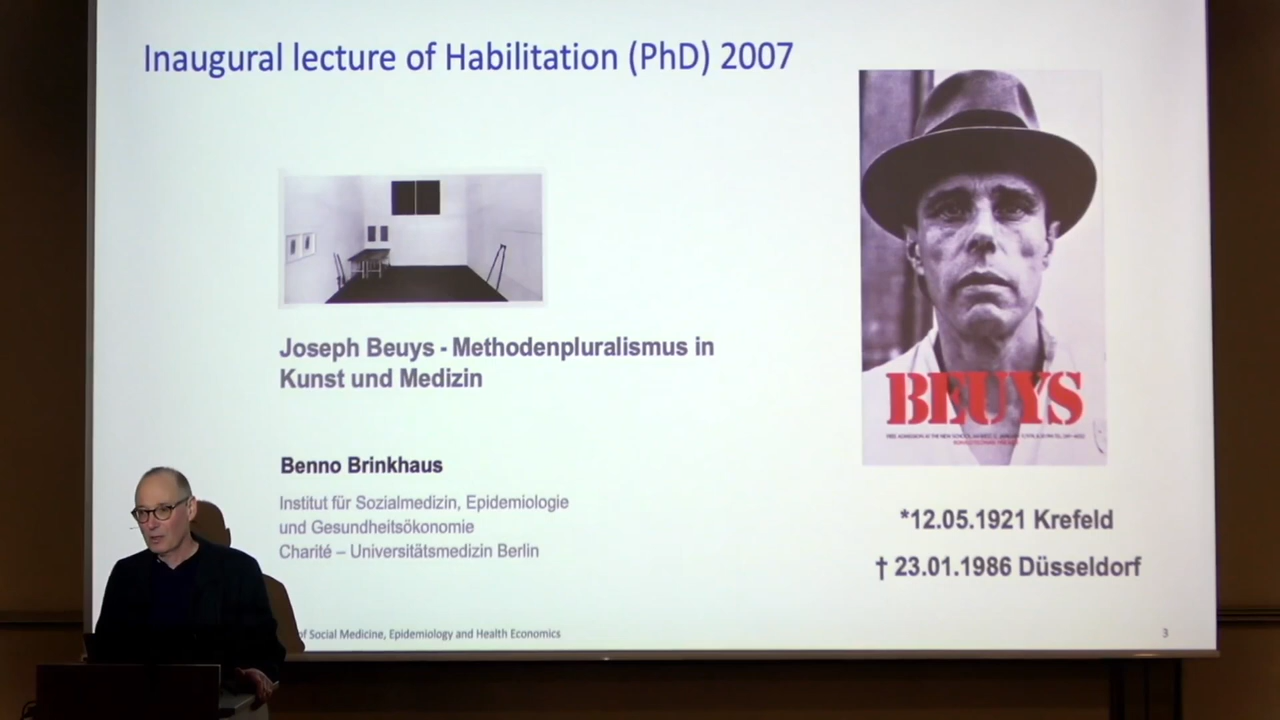 Inaugural lecture of Habilitation (PhD) 2007
Joseph Beuys - Methodenpluralismus in
Kunst und Medizin
Benno Brinkhaus
Institut für Sozialmedizin, Epidemiologie
und Gesundheitsökonomie
Charité – Universitätsmedizin Berlin
of Social Medicine, Epidemiology and Health Economics
BEUYS
*12.05.1921 Krefeld
† 23.01.1986 Düsseldorf
3